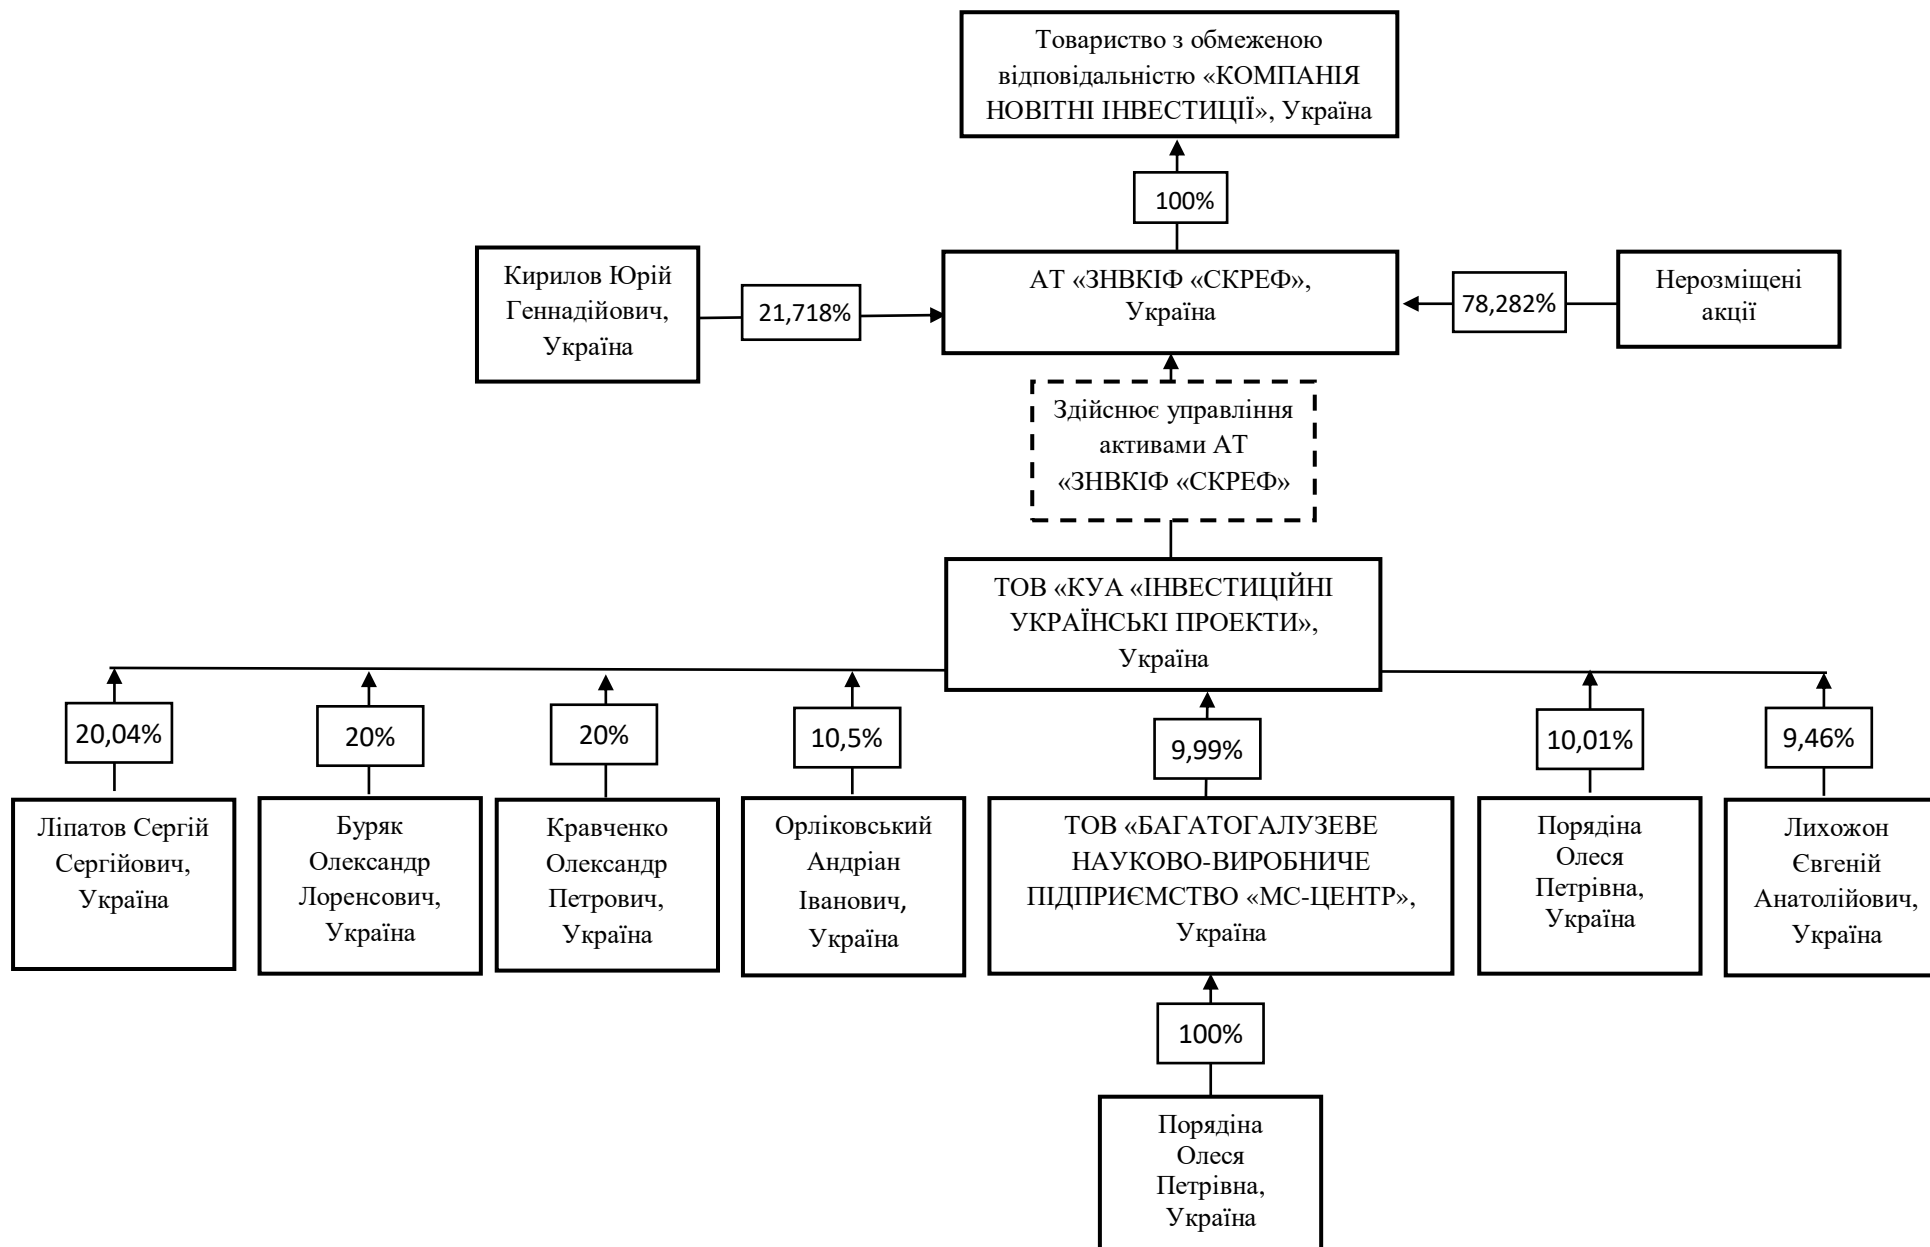 Товариство з обмеженою
відповідальністю «КОМПАНІЯ
НОВІТНІ ІНВЕСТИЦІЇ», Україна
100%
Кирилов Юрій
Геннадійович,
Україна
21,718%
АТ «ЗНВКІФ «СКРЕФ»,
Україна
78,282%
Нерозміщені
акції
Здійснює управління
активами АТ
«ЗНВКІФ «СКРЕФ»
ТОВ «КУА «ІНВЕСТИЦІЙНІ
УКРАЇНСЬКІ ПРОЕКТИ»,
Україна
20,04%
20%
20%
10,5%
9,99%
10,01%
9,46%
Ліпатов Сергій
Сергійович,
Україна
Буряк
Олександр
Лоренсович,
Україна
Кравченко
Олександр
Петрович,
Україна
Орліковський
Андріан
Іванович,
Україна
ТОВ «БАГАТОГАЛУЗЕВЕ
НАУКОВО-ВИРОБНИЧЕ
ПІДПРИЄМСТВО «МС-ЦЕНТР»,
Україна
Порядіна
Олеся
Петрівна,
Україна
Лихожон
Євгеній
Анатолійович,
Україна
100%
Порядіна
Олеся
Петрівна,
Україна